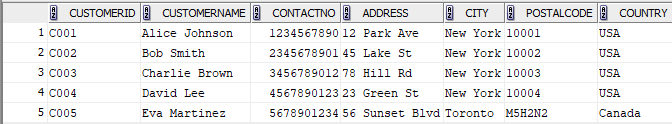 CUSTOMERID CUSTOMERNAME CONTACTNO ADDRESS CITY POSTALCODE COUNTRY
1 C001 Alice Johnson 1234567890 12 Park Ave New York 10001 USA
2 C002 Bob Smith 2345678901 45 Lake St New York 10002 USA
3 C003 Charlie Brown 3456789012 78 Hill Rd New York 10003 USA
4 C004 David Lee 4567890123 23 Green St New York 10004 USA
5 C005 Eva Martinez 5678901234 56 Sunset Blvd Toronto M5H2N2 Canada